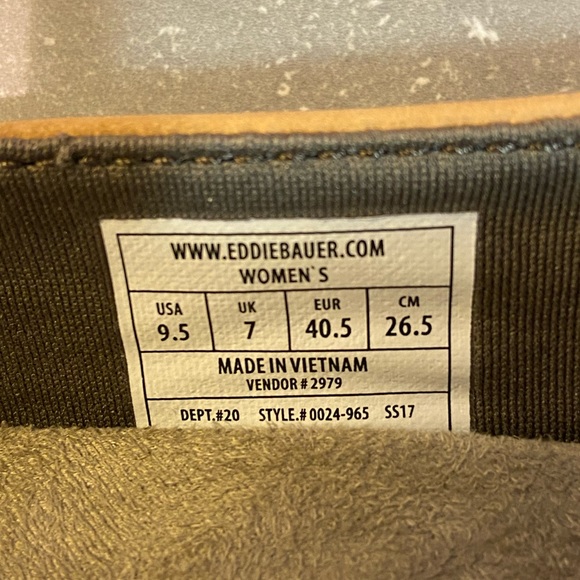 WWW.EDDIEBAUER.COM
WOMEN`S
USA UK EUR CM
9.5 7 40.5 26.5
MADE IN VIETNAM
VENDOR # 2979
DEPT.#20 STYLE.# 0024-965 SS17